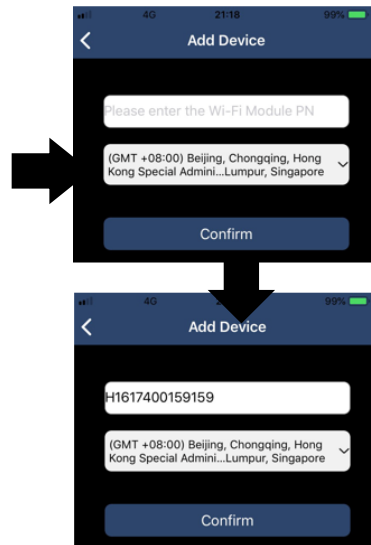 4G 21:18 99%
Add Device
Please enter the Wi-Fi Module PN
(GMT +08:00) Beijing, Chongqing, Hong
Kong Special Admini...Lumpur, Singapore
Confirm
4G 99%
Add Device
H1617400159159
(GMT +08:00) Beijing, Chongqing, Hong
Kong Special Admini...Lumpur, Singapore
Confirm